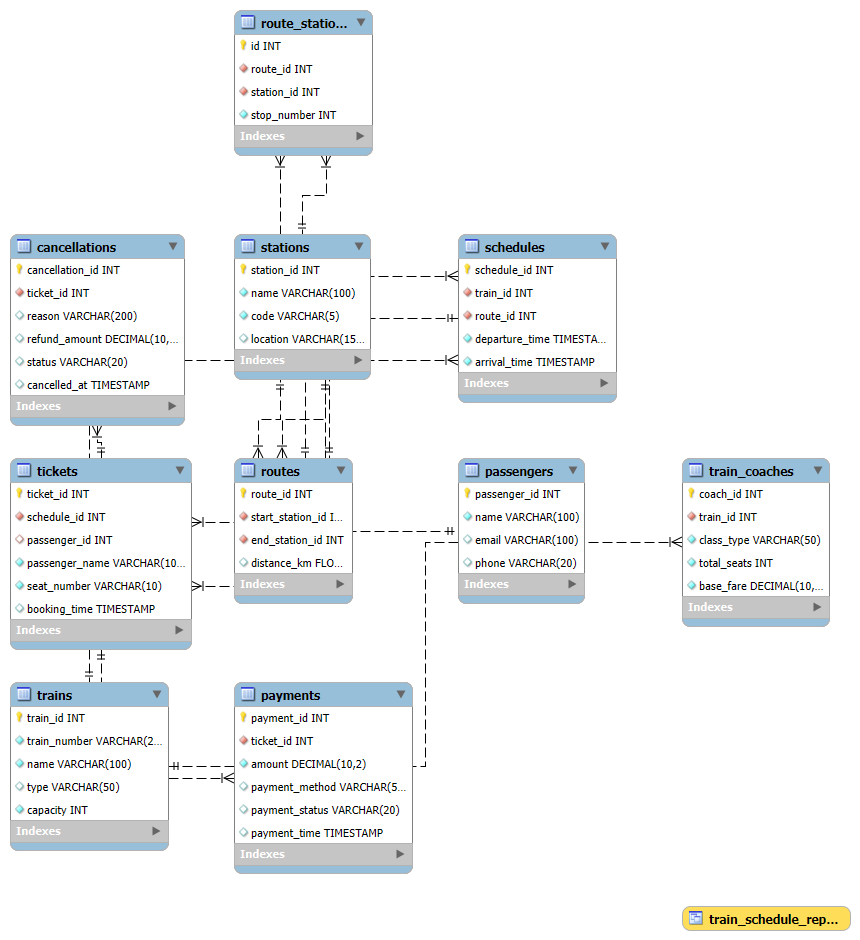 route_statio...
id INT
route_id INT
station_id INT
stop_number INT
Indexes
cancellations
cancellation_id INT
ticket_id INT
reason VARCHAR(200)
refund_amount DECIMAL(10,...
status VARCHAR(20)
cancelled_at TIMESTAMP
Indexes
stations
station_id INT
name VARCHAR(100)
code VARCHAR(5)
location VARCHAR(15...
Indexes
schedules
schedule_id INT
train_id INT
route_id INT
departure_time TIMESTA...
arrival_time TIMESTAMP
Indexes
tickets
ticket_id INT
schedule_id INT
passenger_id INT
passenger_name VARCHAR(10...
seat_number VARCHAR(10)
booking_time TIMESTAMP
Indexes
routes
route_id INT
start_station_id I...
end_station_id INT
distance_km FLO...
Indexes
passengers
passenger_id INT
name VARCHAR(100)
email VARCHAR(100)
phone VARCHAR(20)
Indexes
train_coaches
coach_id INT
train_id INT
class_type VARCHAR(50)
total_seats INT
base_fare DECIMAL(10,...
Indexes
trains
train_id INT
train_number VARCHAR(2...
name VARCHAR(100)
type VARCHAR(50)
capacity INT
Indexes
payments
payment_id INT
ticket_id INT
amount DECIMAL(10,2)
payment_method VARCHAR(5...
payment_status VARCHAR(20)
payment_time TIMESTAMP
Indexes
train_schedule_rep...